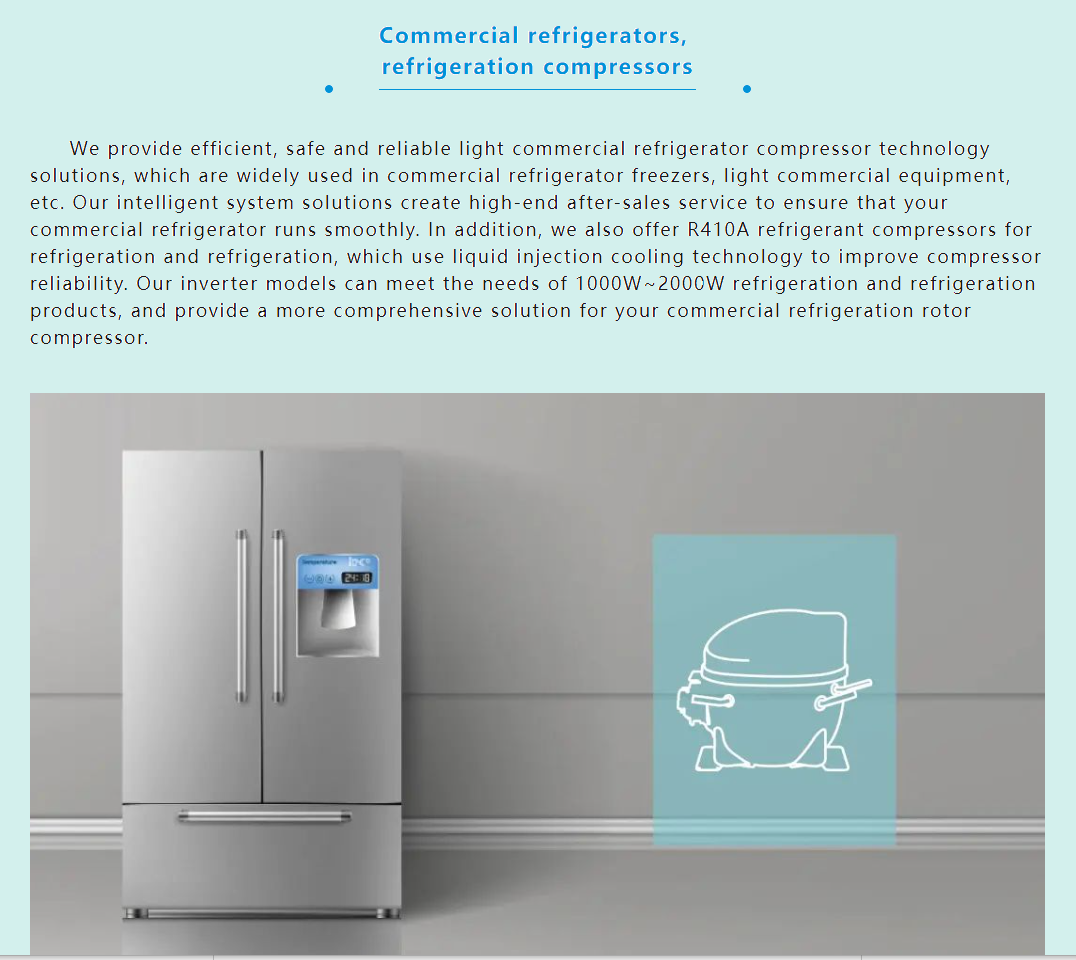 Commercial refrigerators,
refrigeration compressors
We provide efficient, safe and reliable light commercial refrigerator compressor technology
solutions, which are widely used in commercial refrigerator freezers, light commercial equipment,
etc. Our intelligent system solutions create high-end after-sales service to ensure that your
commercial refrigerator runs smoothly. In addition, we also offer R410A refrigerant compressors for
refrigeration and refrigeration, which use liquid injection cooling technology to improve compressor
reliability. Our inverter models can meet the needs of 1000W~2000W refrigeration and refrigeration
products, and provide a more comprehensive solution for your commercial refrigeration rotor
compressor.
Temperature
24:18